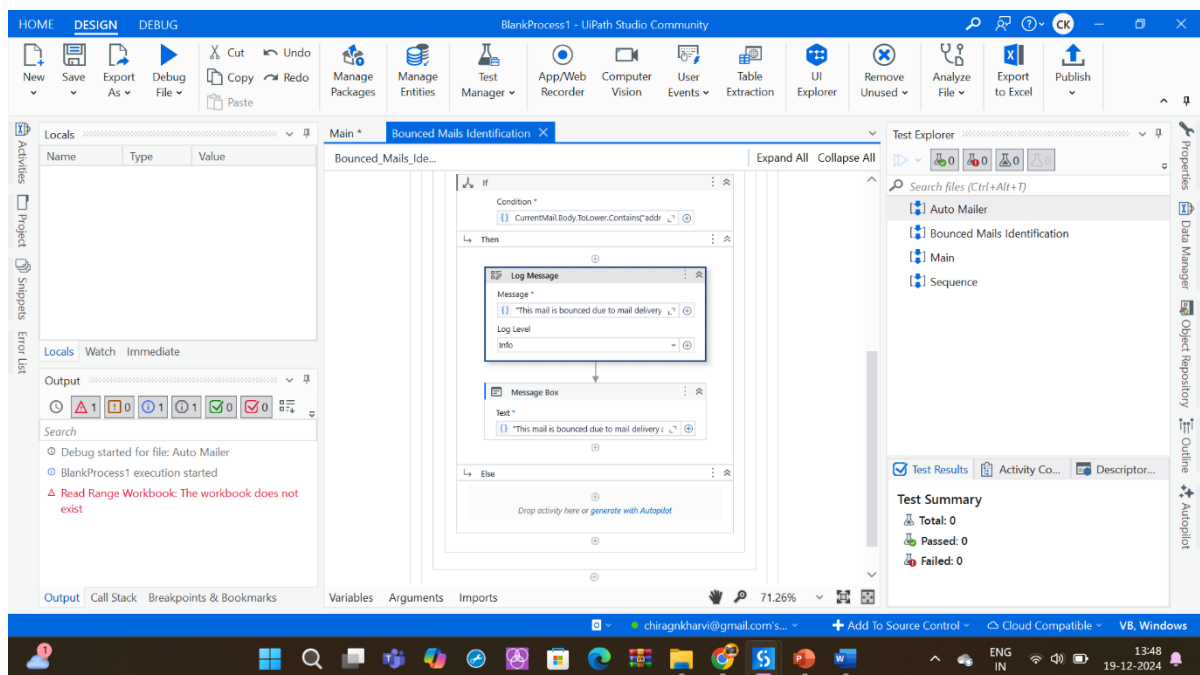 HOME DESIGN DEBUG BlankProcess1 - UiPath Studio Community CK
New Save Export As Debug File Cut Undo Copy Redo Paste Manage Packages Manage Entities Test Manager App/Web Recorder Computer Vision User Events Table Extraction UI Explorer Remove Unused Analyze File Export to Excel Publish
Activities
Project
Snippets
Error List
Locals
Name Type Value
Locals Watch Immediate
Output
1 0 1 1 0 0
Search
Debug started for file: Auto Mailer
BlankProcess1 execution started
Read Range Workbook: The workbook does not
exist
Output Call Stack Breakpoints & Bookmarks
Main * Bounced Mails Identification
Bounced_Mails_Ide... Expand All Collapse All
If
Condition *
CurrentMail.Body.ToLower.Contains("addr
Then
Log Message
Message *
"This mail is bounced due to mail delivery
Log Level
Info
Message Box
Text *
"This mail is bounced due to mail delivery a
Else
Drop activity here or generate with Autopilot
Variables Arguments Imports 71.26%
Test Explorer
0 0 0 0
Search files (Ctrl+Alt+T)
Auto Mailer
Bounced Mails Identification
Main
Sequence
Test Results Activity Co... Descriptor...
Test Summary
Total: 0
Passed: 0
Failed: 0
Properties
Data Manager
Object Repository
Outline
Autopilot
chiragnkharvi@gmail.com's... Add To Source Control Cloud Compatible VB, Windows
1
ENG
IN
13:48
19-12-2024